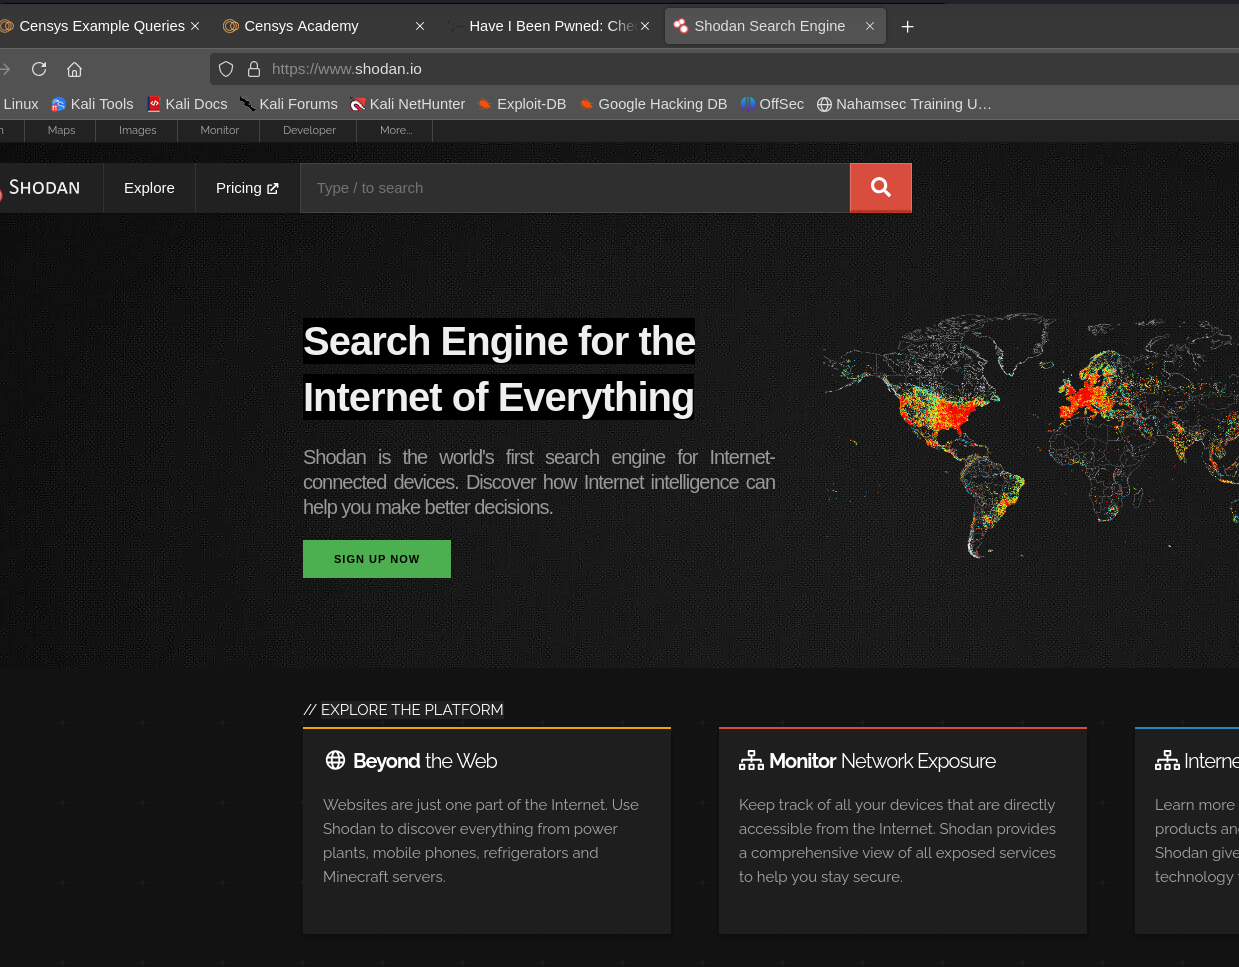 Censys Example Queries
Censys Academy
Have I Been Pwned: Che
Shodan Search Engine
https://www.shodan.io
Linux
Kali Tools
Kali Docs
Kali Forums
Kali NetHunter
Exploit-DB
Google Hacking DB
OffSec
Nahamsec Training U…
Maps
Images
Monitor
Developer
More...
SHODAN
Explore
Pricing
Type / to search
Search Engine for the
Internet of Everything
Shodan is the world's first search engine for Internet-
connected devices. Discover how Internet intelligence can
help you make better decisions.
SIGN UP NOW
// EXPLORE THE PLATFORM
Beyond the Web
Websites are just one part of the Internet. Use
Shodan to discover everything from power
plants, mobile phones, refrigerators and
Minecraft servers.
Monitor Network Exposure
Keep track of all your devices that are directly
accessible from the Internet. Shodan provides
a comprehensive view of all exposed services
to help you stay secure.
Interne
Learn more
products an
Shodan give
technology